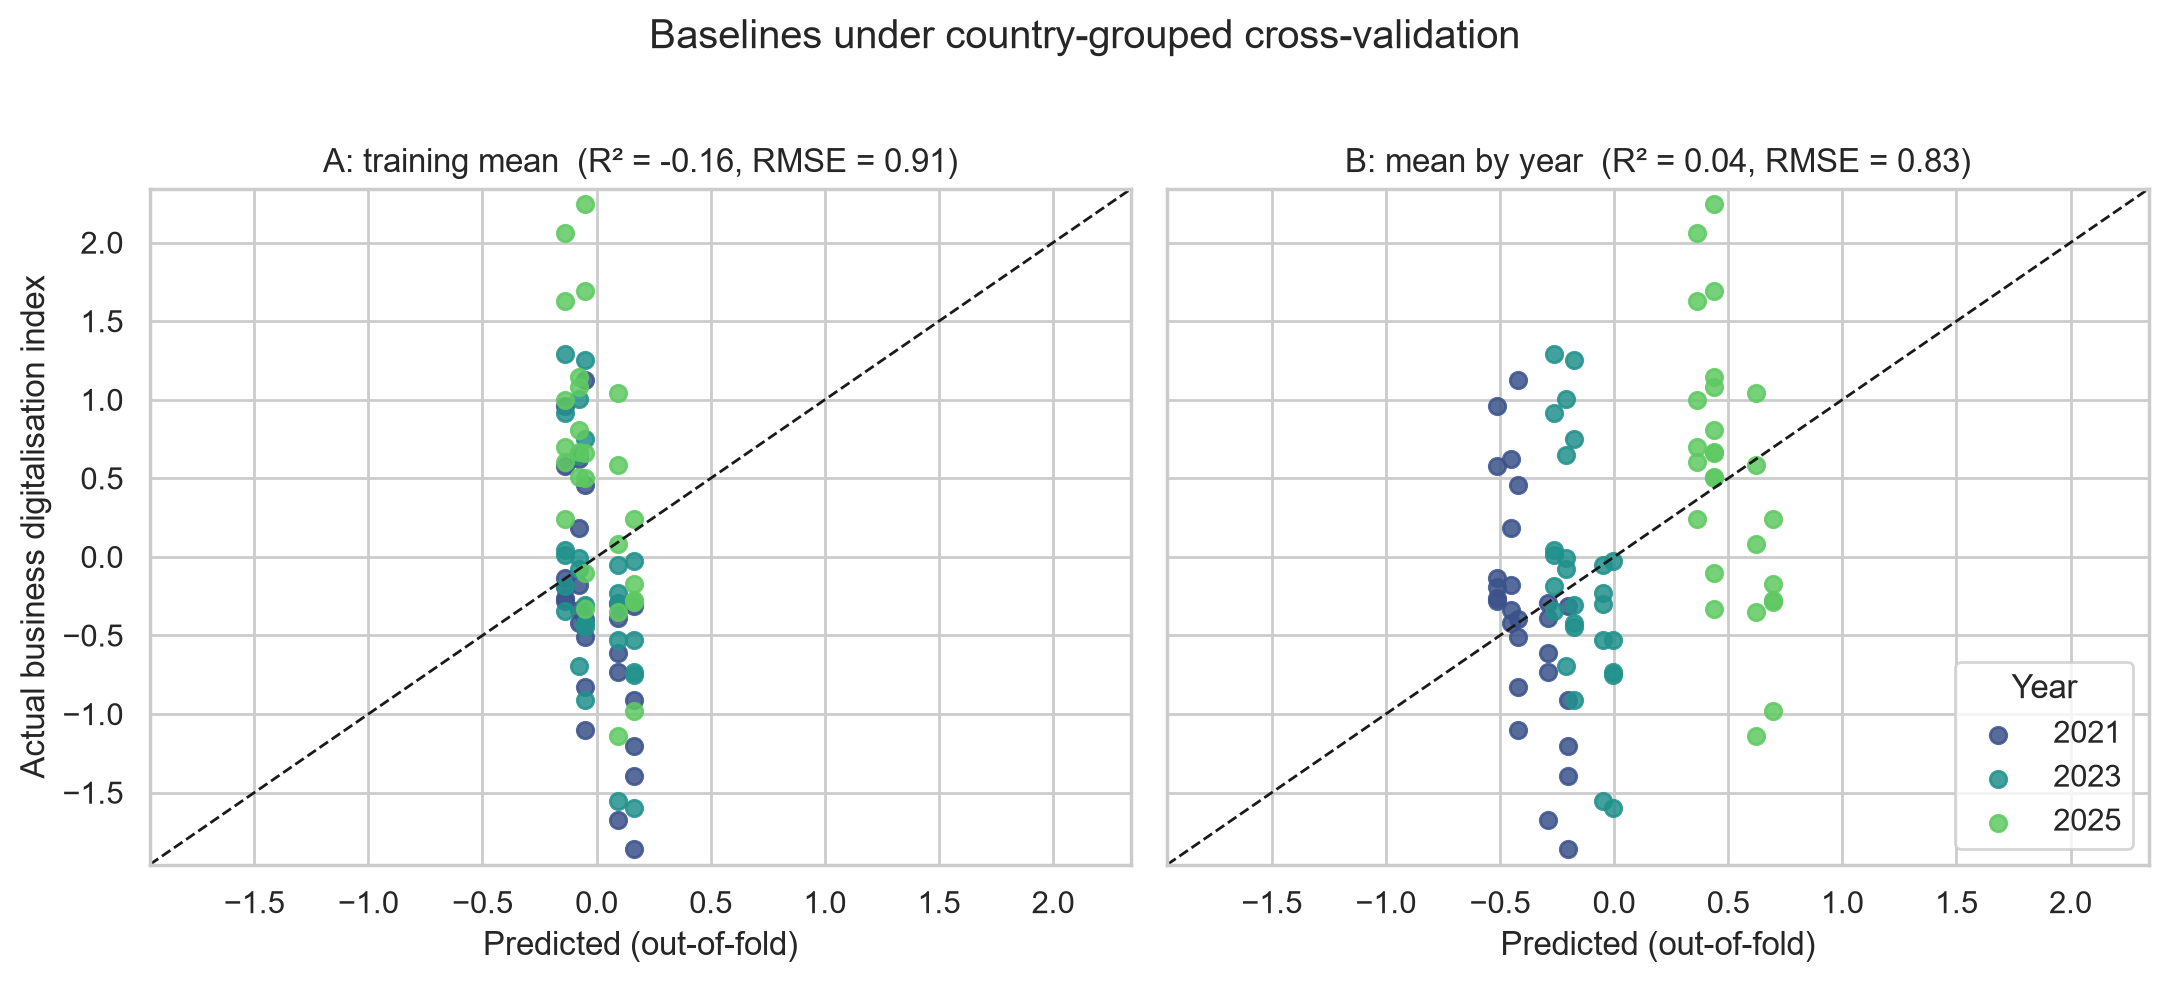 Baselines under country-grouped cross-validation
A: training mean  (R² = -0.16, RMSE = 0.91)
B: mean by year  (R² = 0.04, RMSE = 0.83)
Actual business digitalisation index
2.0
1.5
1.0
0.5
0.0
−0.5
−1.0
−1.5
−1.5 −1.0 −0.5 0.0 0.5 1.0 1.5 2.0
Predicted (out-of-fold)
Year
2021
2023
2025
−1.5 −1.0 −0.5 0.0 0.5 1.0 1.5 2.0
Predicted (out-of-fold)